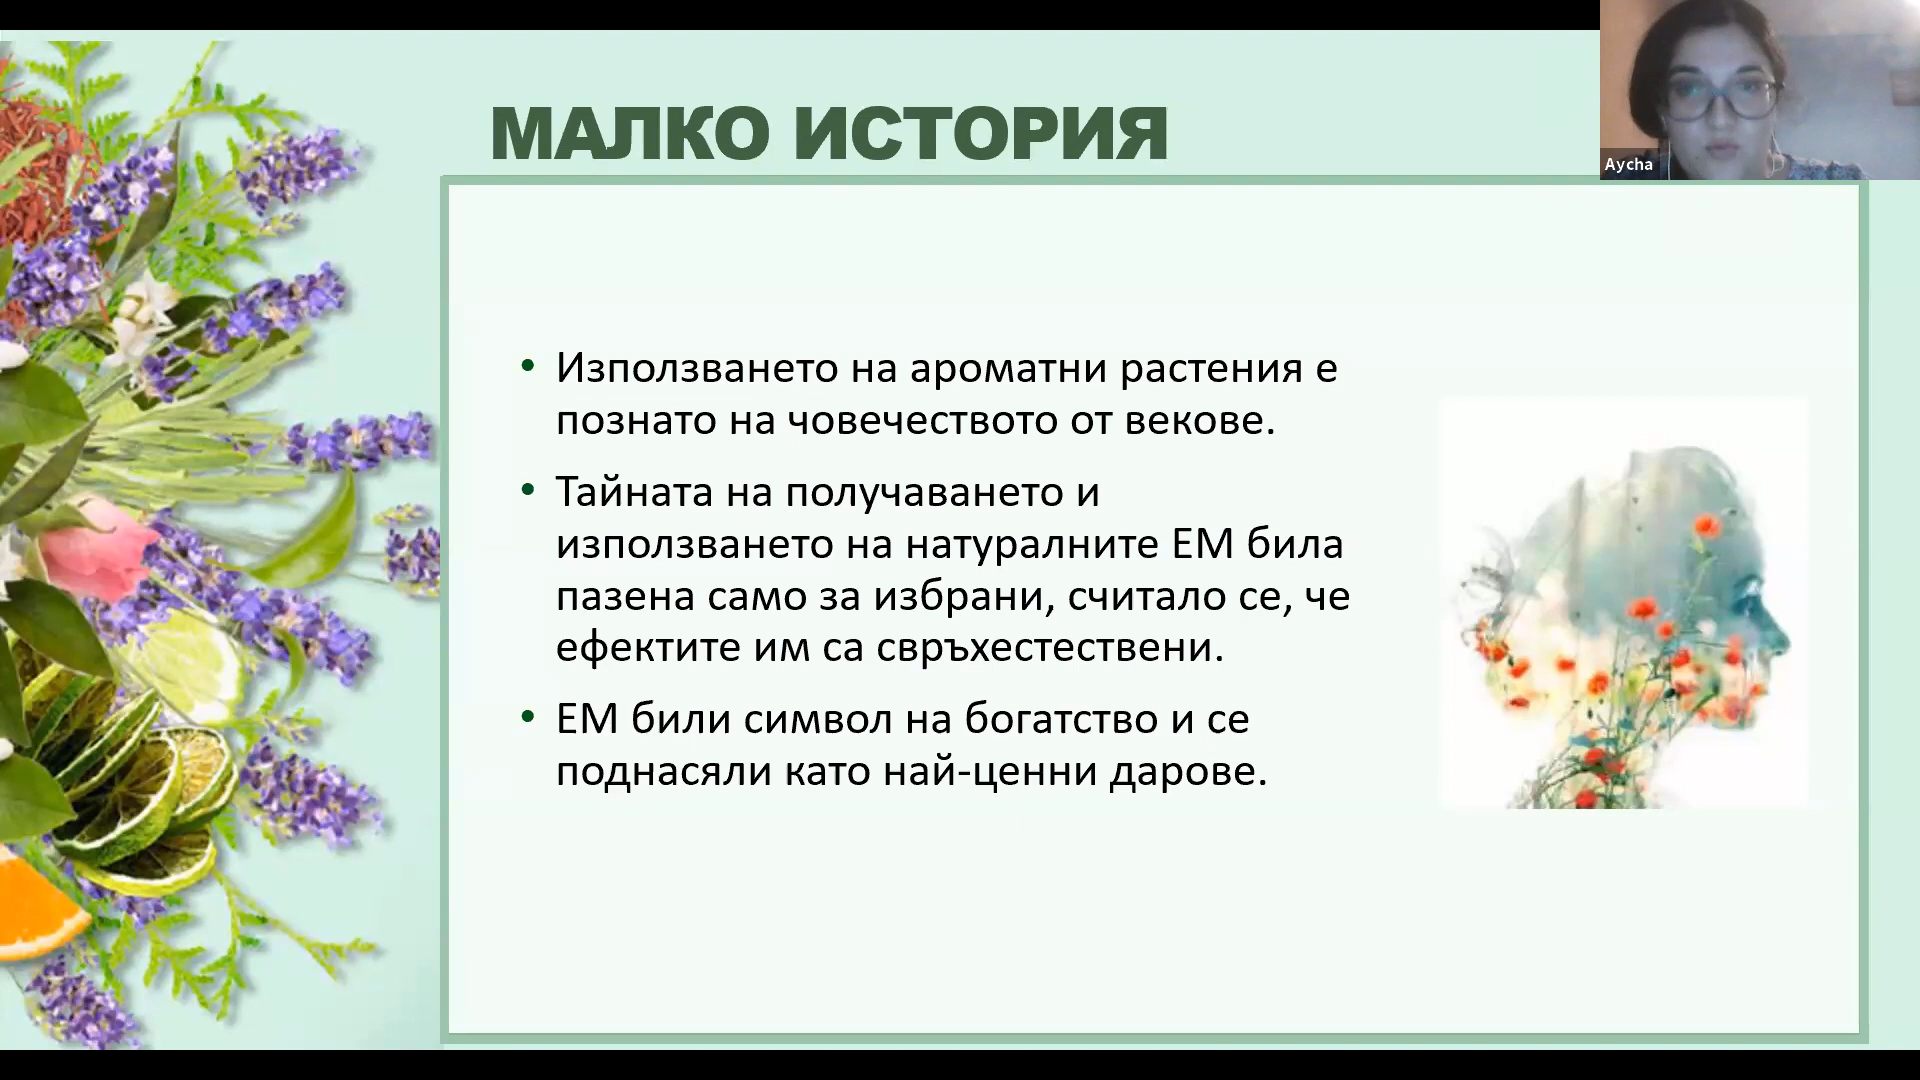 МАЛКО ИСТОРИЯ
Aycha
• Използването на ароматни растения е
познато на човечеството от векове.
• Тайната на получаването и
използването на натуралните ЕМ била
пазена само за избрани, считало се, че
ефектите им са свръхестествени.
• ЕМ били символ на богатство и се
поднасяли като най-ценни дарове.